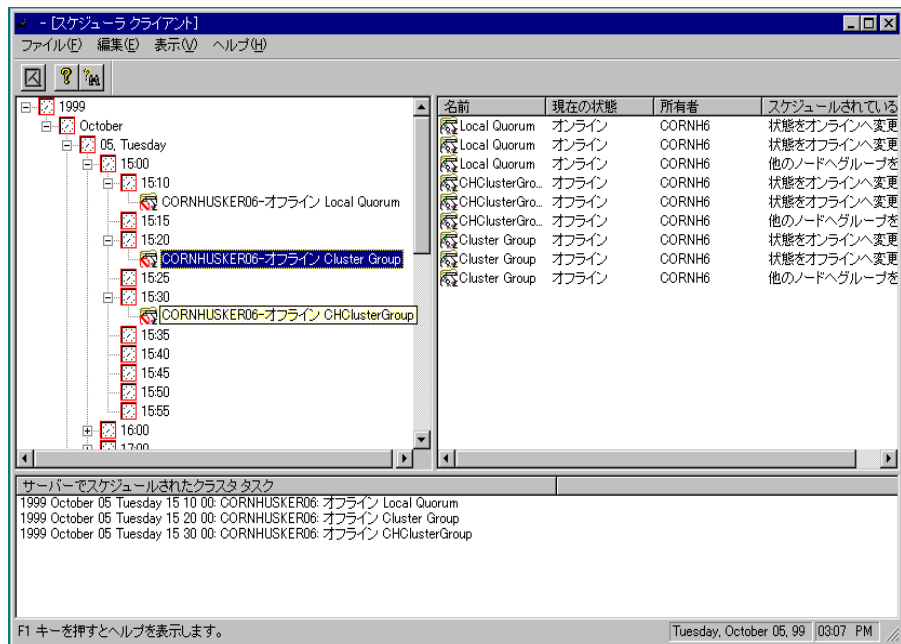 - [スケジューラ クライアント]
ファイル(F) 編集(E) 表示(V) ヘルプ(H)
1999
October
05, Tuesday
15:00
15:10
CORNHUSKER06-オフライン Local Quorum
15:15
15:20
CORNHUSKER06-オフライン Cluster Group
15:25
15:30
CORNHUSKER06-オフライン CHClusterGroup
15:35
15:40
15:45
15:50
15:55
16:00
17:00
名前 現在の状態 所有者 スケジュールされている
Local Quorum オンライン CORNH6 状態をオンラインへ変更
Local Quorum オンライン CORNH6 状態をオフラインへ変更
Local Quorum オンライン CORNH6 他のノードへグループを
CHClusterGro... オフライン CORNH6 状態をオンラインへ変更
CHClusterGro... オフライン CORNH6 状態をオフラインへ変更
CHClusterGro... オフライン CORNH6 他のノードへグループを
Cluster Group オフライン CORNH6 状態をオンラインへ変更
Cluster Group オフライン CORNH6 状態をオフラインへ変更
Cluster Group オフライン CORNH6 他のノードへグループを
サーバーでスケジュールされたクラスタ タスク
1999 October 05 Tuesday 15 10 00: CORNHUSKER06: オフライン Local Quorum
1999 October 05 Tuesday 15 20 00: CORNHUSKER06: オフライン Cluster Group
1999 October 05 Tuesday 15 30 00: CORNHUSKER06: オフライン CHClusterGroup
F1 キーを押すとヘルプを表示します。 Tuesday, October 05, 99 03:07 PM